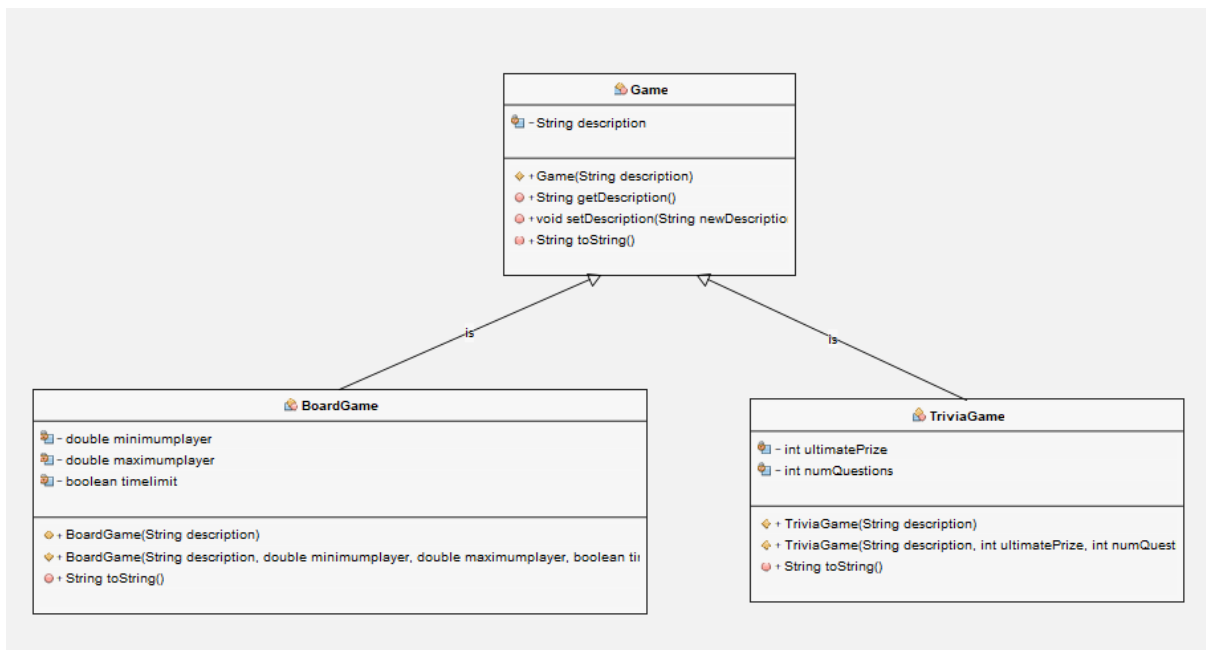 Game
- String description
+ Game(String description)
+ String getDescription()
+ void setDescription(String newDescriptio
+ String toString()
is
is
BoardGame
- double minimumplayer
- double maximumplayer
- boolean timelimit
+ BoardGame(String description)
+ BoardGame(String description, double minimumplayer, double maximumplayer, boolean ti
+ String toString()
TriviaGame
- int ultimatePrize
- int numQuestions
+ TriviaGame(String description)
+ TriviaGame(String description, int ultimatePrize, int numQuest
+ String toString()